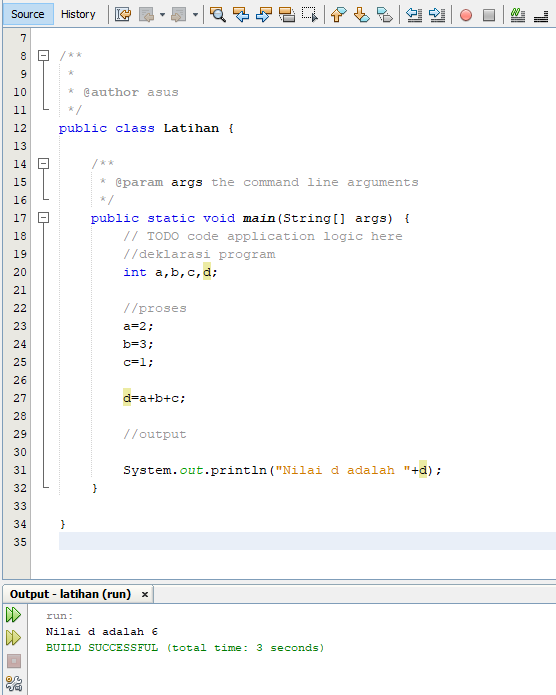 Source History
7
8 /**
9 *
10 * @author asus
11 */
12 public class Latihan {
13
14 /**
15 * @param args the command line arguments
16 */
17 public static void main(String[] args) {
18 // TODO code application logic here
19 //deklarasi program
20 int a,b,c,d;
21
22 //proses
23 a=2;
24 b=3;
25 c=1;
26
27 d=a+b+c;
28
29 //output
30
31 System.out.println("Nilai d adalah "+d);
32 }
33
34 }
35
Output - latihan (run) ×
run:
Nilai d adalah 6
BUILD SUCCESSFUL (total time: 3 seconds)